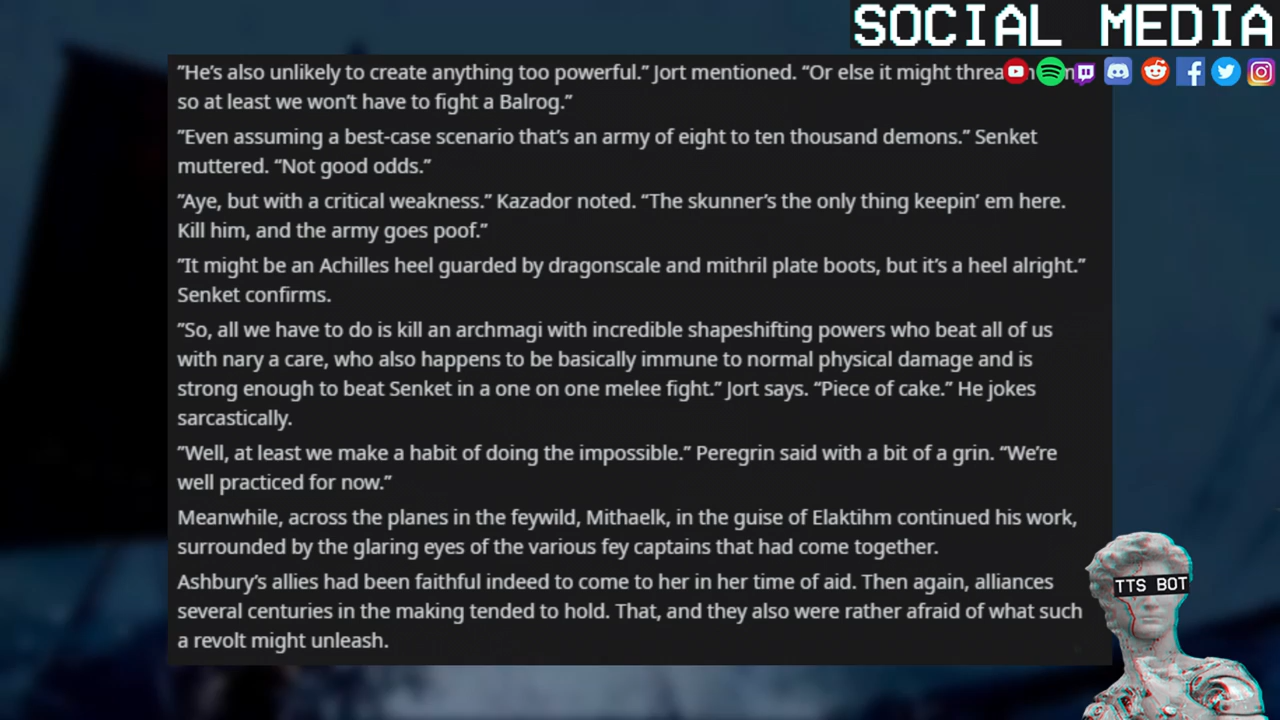 SOCIAL MEDIA
”He’s also unlikely to create anything too powerful.” Jort mentioned. “Or else it might
so at least we won’t have to fight a Balrog.”
”Even assuming a best-case scenario that’s an army of eight to ten thousand demons.” Senket
muttered. “Not good odds.”
”Aye, but with a critical weakness.” Kazador noted. “The skunner’s the only thing keepin’ em here.
Kill him, and the army goes poof.”
”It might be an Achilles heel guarded by dragonscale and mithril plate boots, but it’s a heel alright.”
Senket confirms.
”So, all we have to do is kill an archmagi with incredible shapeshifting powers who beat all of us
with nary a care, who also happens to be basically immune to normal physical damage and is
strong enough to beat Senket in a one on one melee fight.” Jort says. “Piece of cake.” He jokes
sarcastically.
”Well, at least we make a habit of doing the impossible.” Peregrin said with a bit of a grin. “We’re
well practiced for now.”
Meanwhile, across the planes in the feywild, Mithaelk, in the guise of Elaktihm continued his work,
surrounded by the glaring eyes of the various fey captains that had come together.
Ashbury’s allies had been faithful indeed to come to her in her time of aid. Then again, alliances
several centuries in the making tended to hold. That, and they also were rather afraid of what such
a revolt might unleash.
TTS BOT